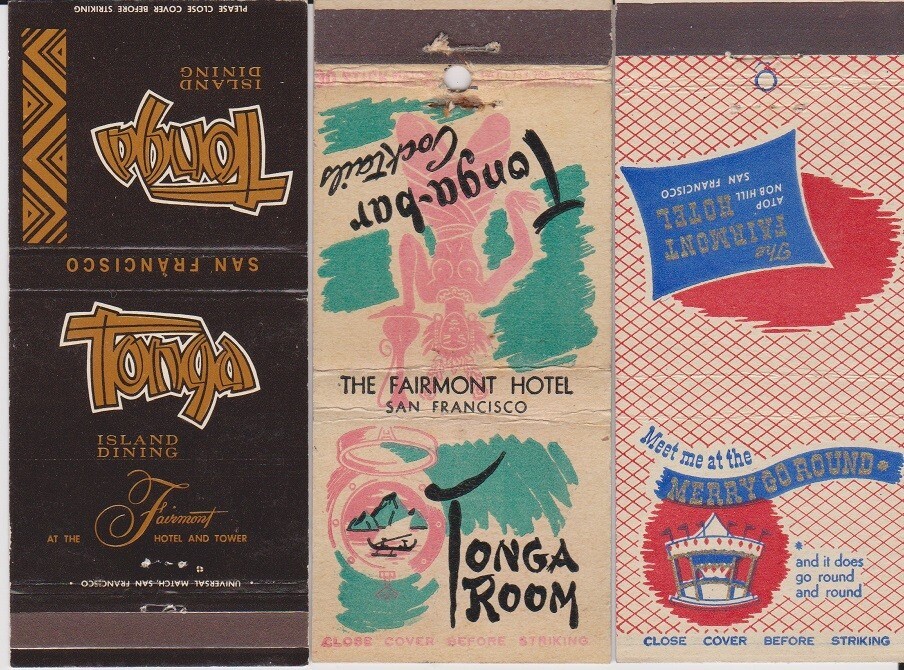 PLEASE CLOSE COVER BEFORE STRIKING
Tonga
ISLAND
DINING
SAN FRANCISCO
Tonga
ISLAND
DINING
AT THE Fairmont HOTEL AND TOWER
• UNIVERSAL MATCH, SAN FRANCISCO •
Tonga-bar
Cocktails
THE FAIRMONT HOTEL
SAN FRANCISCO
TONGA
ROOM
CLOSE COVER BEFORE STRIKING
The
FAIRMONT
HOTEL
ATOP
NOB HILL
SAN FRANCISCO
Meet me at the
MERRY GO ROUND*
*
and it does
go round
and round
CLOSE COVER BEFORE STRIKING